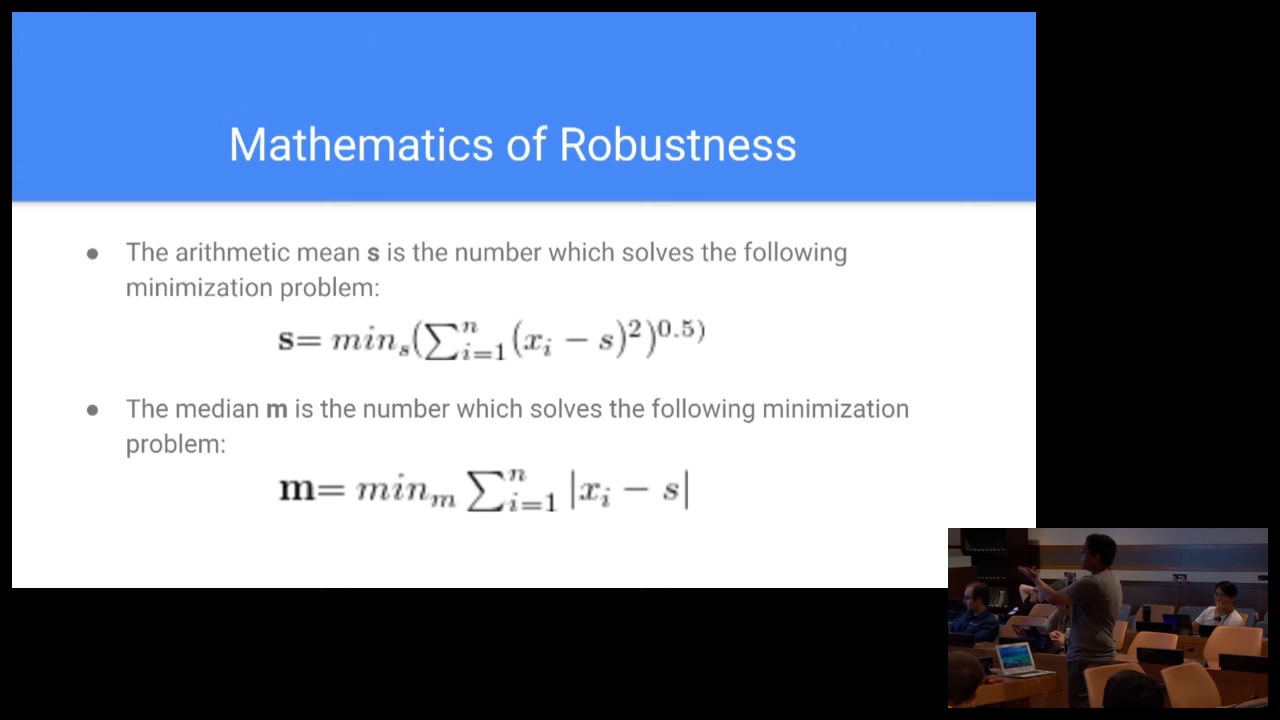 Mathematics of Robustness
● The arithmetic mean s is the number which solves the following
minimization problem:
s= min_s(∑_{i=1}^{n}(x_i − s)^2)^{0.5)}
● The median m is the number which solves the following minimization
problem:
m= min_m ∑_{i=1}^{n} |x_i − s|